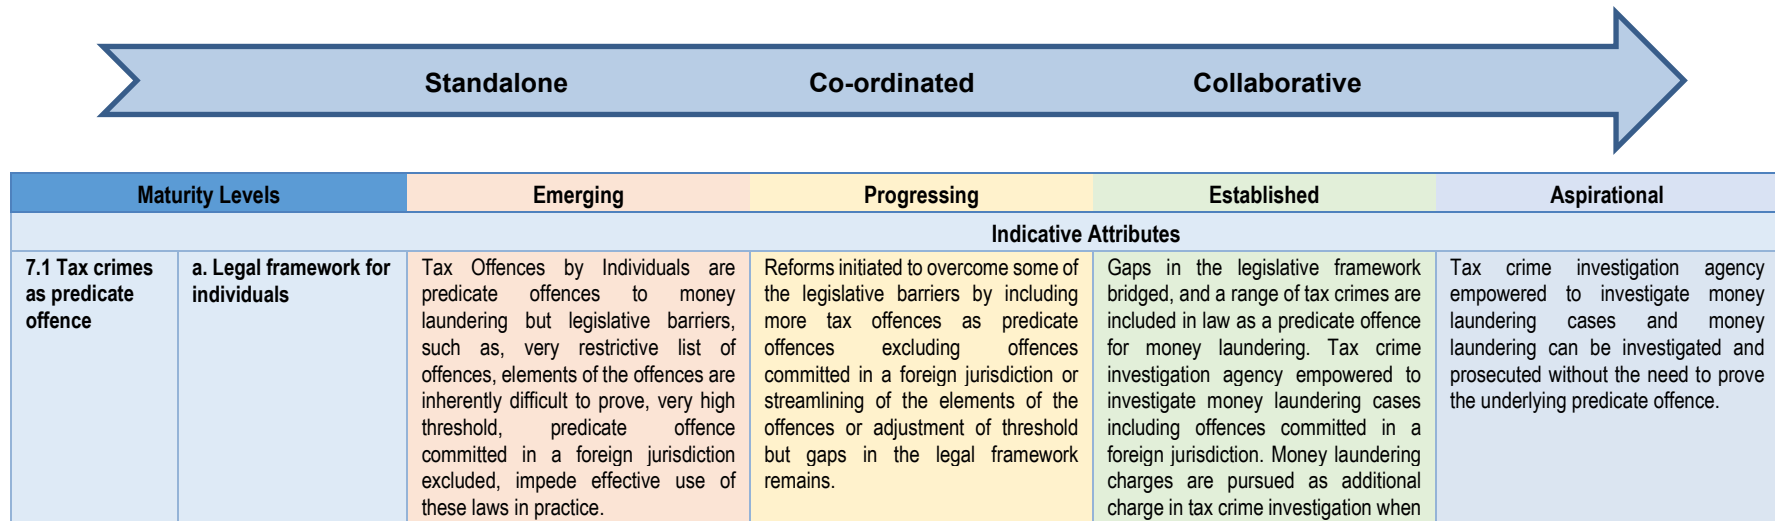 Standalone Co-ordinated Collaborative
Maturity Levels Emerging Progressing Established Aspirational
Indicative Attributes
7.1 Tax crimes
as predicate
offence
a. Legal framework for
individuals
Tax Offences by Individuals are
predicate offences to money
laundering but legislative barriers,
such as, very restrictive list of
offences, elements of the offences are
inherently difficult to prove, very high
threshold, predicate offence
committed in a foreign jurisdiction
excluded, impede effective use of
these laws in practice.
Reforms initiated to overcome some of
the legislative barriers by including
more tax offences as predicate
offences excluding offences
committed in a foreign jurisdiction or
streamlining of the elements of the
offences or adjustment of threshold
but gaps in the legal framework
remains.
Gaps in the legislative framework
bridged, and a range of tax crimes are
included in law as a predicate offence
for money laundering. Tax crime
investigation agency empowered to
investigate money laundering cases
including offences committed in a
foreign jurisdiction. Money laundering
charges are pursued as additional
charge in tax crime investigation when
Tax crime investigation agency
empowered to investigate money
laundering cases and money
laundering can be investigated and
prosecuted without the need to prove
the underlying predicate offence.